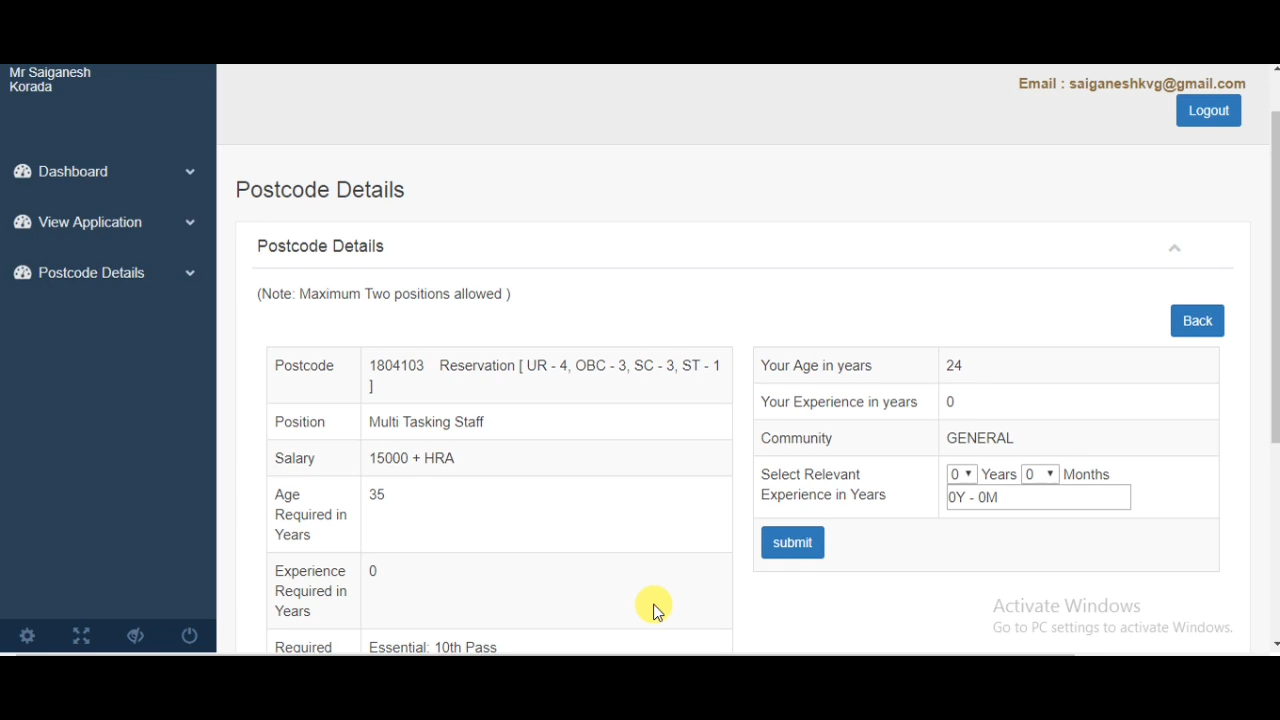 Mr Saiganesh
Korada
Email : saiganeshkvg@gmail.com
Logout
Dashboard
View Application
Postcode Details
Postcode Details
Postcode Details
(Note: Maximum Two positions allowed )
Back
Postcode 1804103 Reservation [ UR - 4, OBC - 3, SC - 3, ST - 1
]
Position Multi Tasking Staff
Salary 15000 + HRA
Age 35
Required in
Years
Experience 0
Required in
Years
Required Essential: 10th Pass
Your Age in years 24
Your Experience in years 0
Community GENERAL
Select Relevant 0 Years 0 Months
Experience in Years 0Y - 0M
submit
Activate Windows
Go to PC settings to activate Windows.